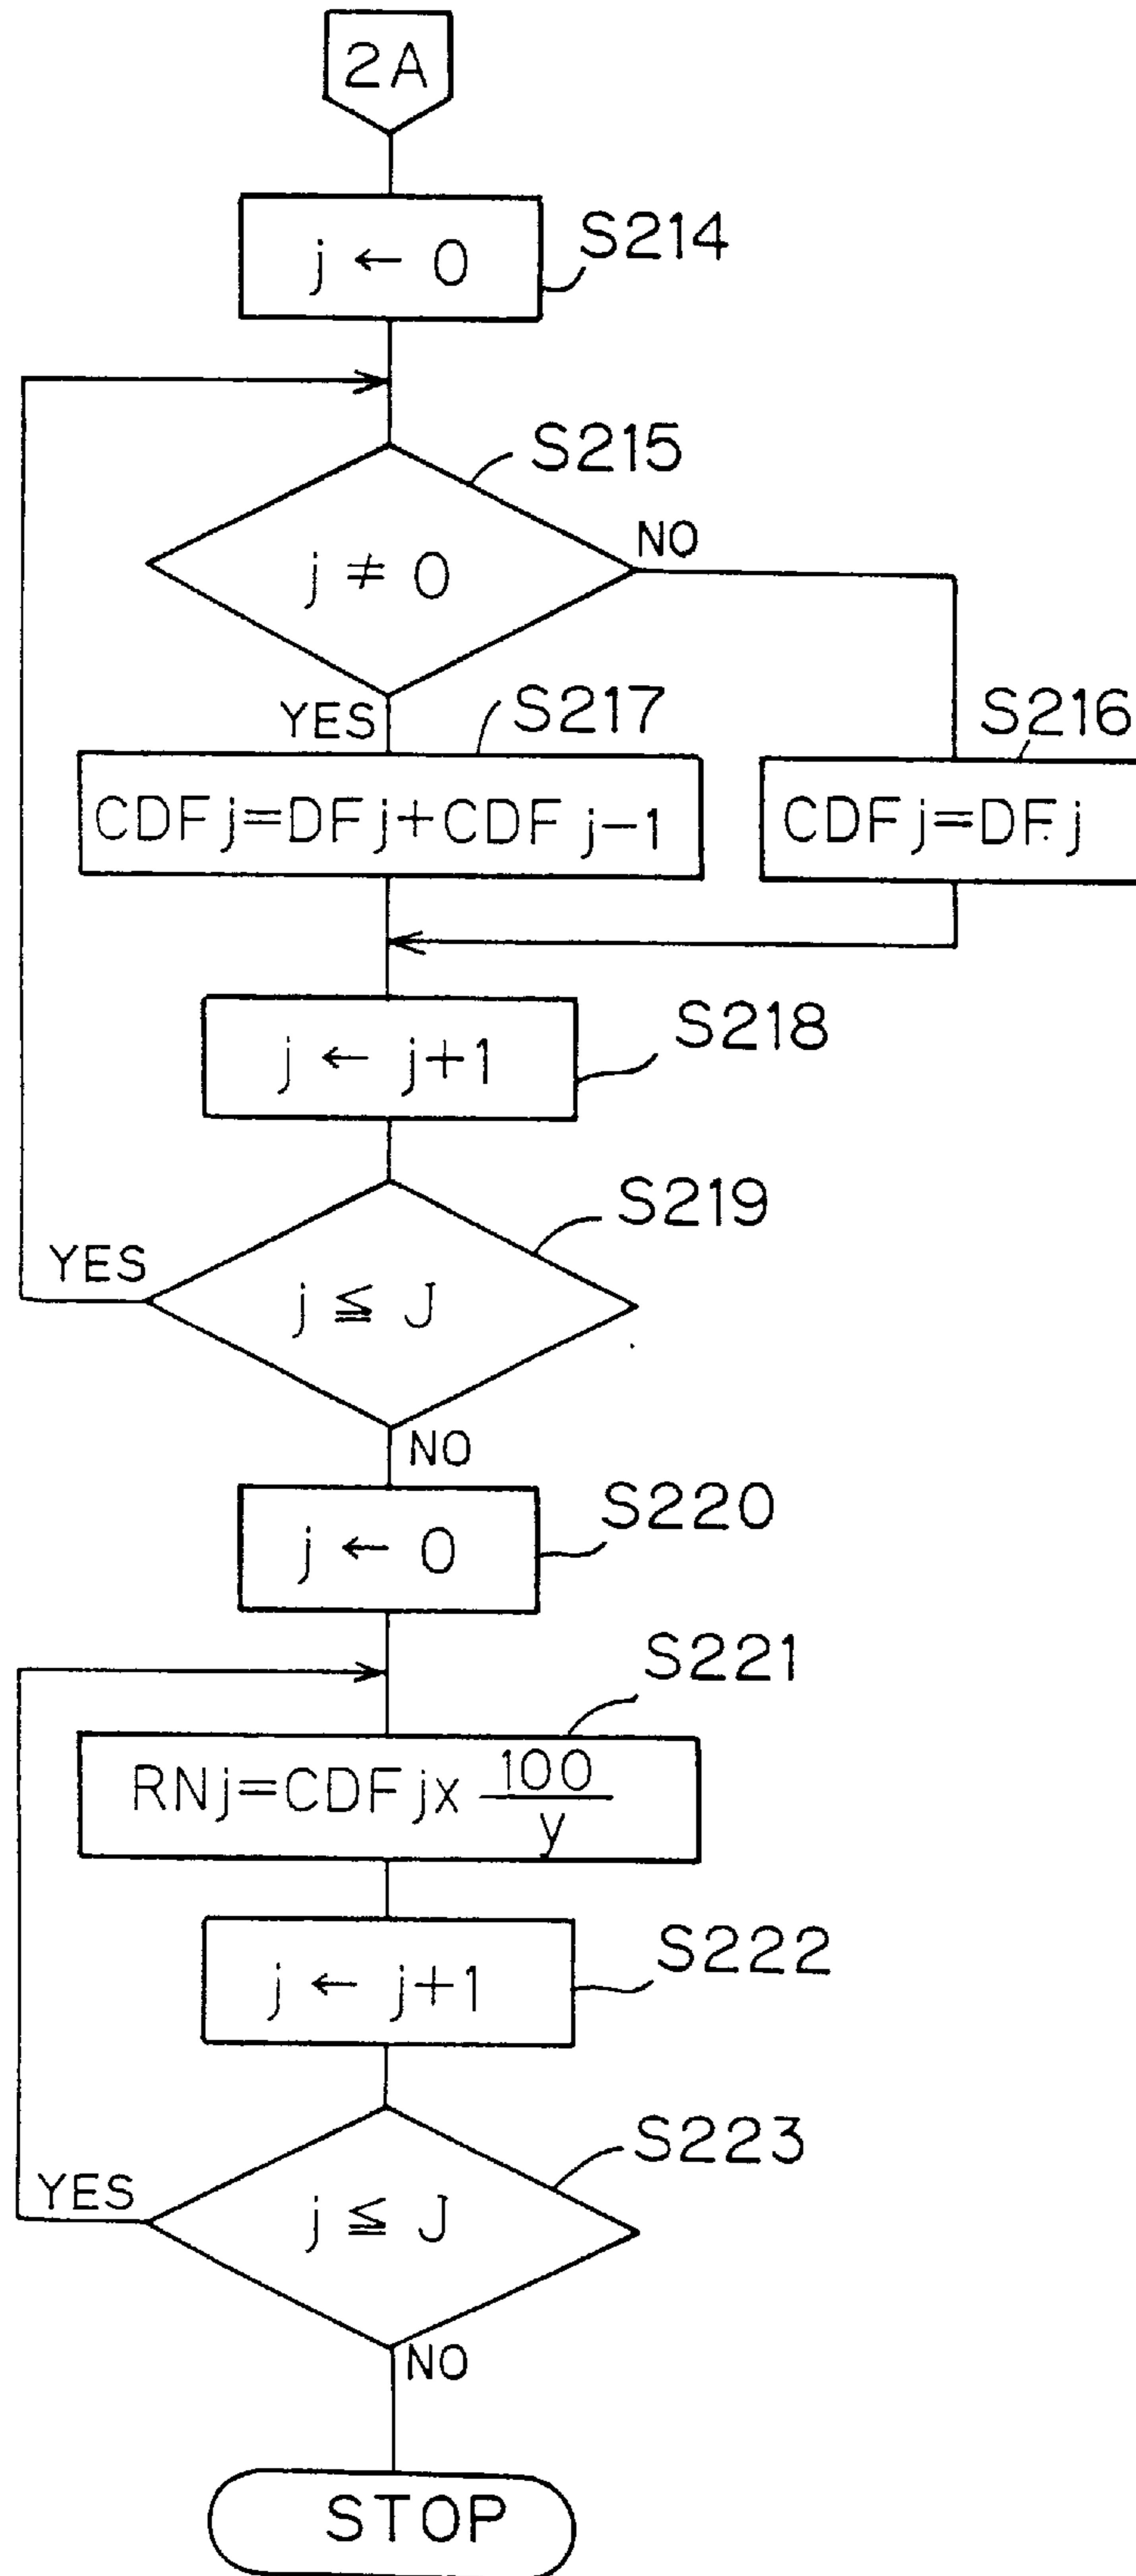 2A
S214
j ← 0
S215
NO
j ≠ 0
YES
S217
S216
CDF j=DF j+CDF j-1
CDF j=DF j
S218
j ← j+1
S219
YES
j ≦ J
NO
S220
j ← 0
S221
RNj=CDF jx 100/y
S222
j ← j+1
S223
YES
j ≦ J
NO
STOP